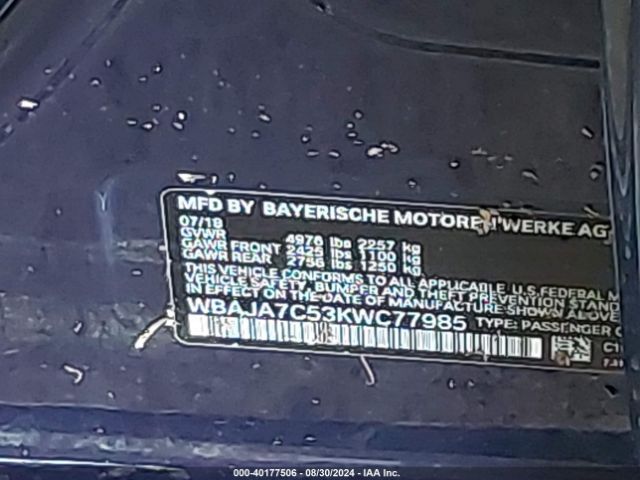 MFD BY BAYERISCHE MOTOREN WERKE AG
07/18
GVWR 4976 lbs 2257 kg
GAWR FRONT 2425 lbs 1100 kg
GAWR REAR 2756 lbs 1250 kg
THIS VEHICLE CONFORMS TO ALL APPLICABLE U.S. FEDERAL M
VEHICLE SAFETY, BUMPER AND THEFT PREVENTION STAN
IN EFFECT ON THE DATE OF MANUFACTURE SHOWN ABOVE
WBAJA7C53KWC77985 TYPE: PASSENGER C
000-40177506 - 08/30/2024 - IAA Inc.